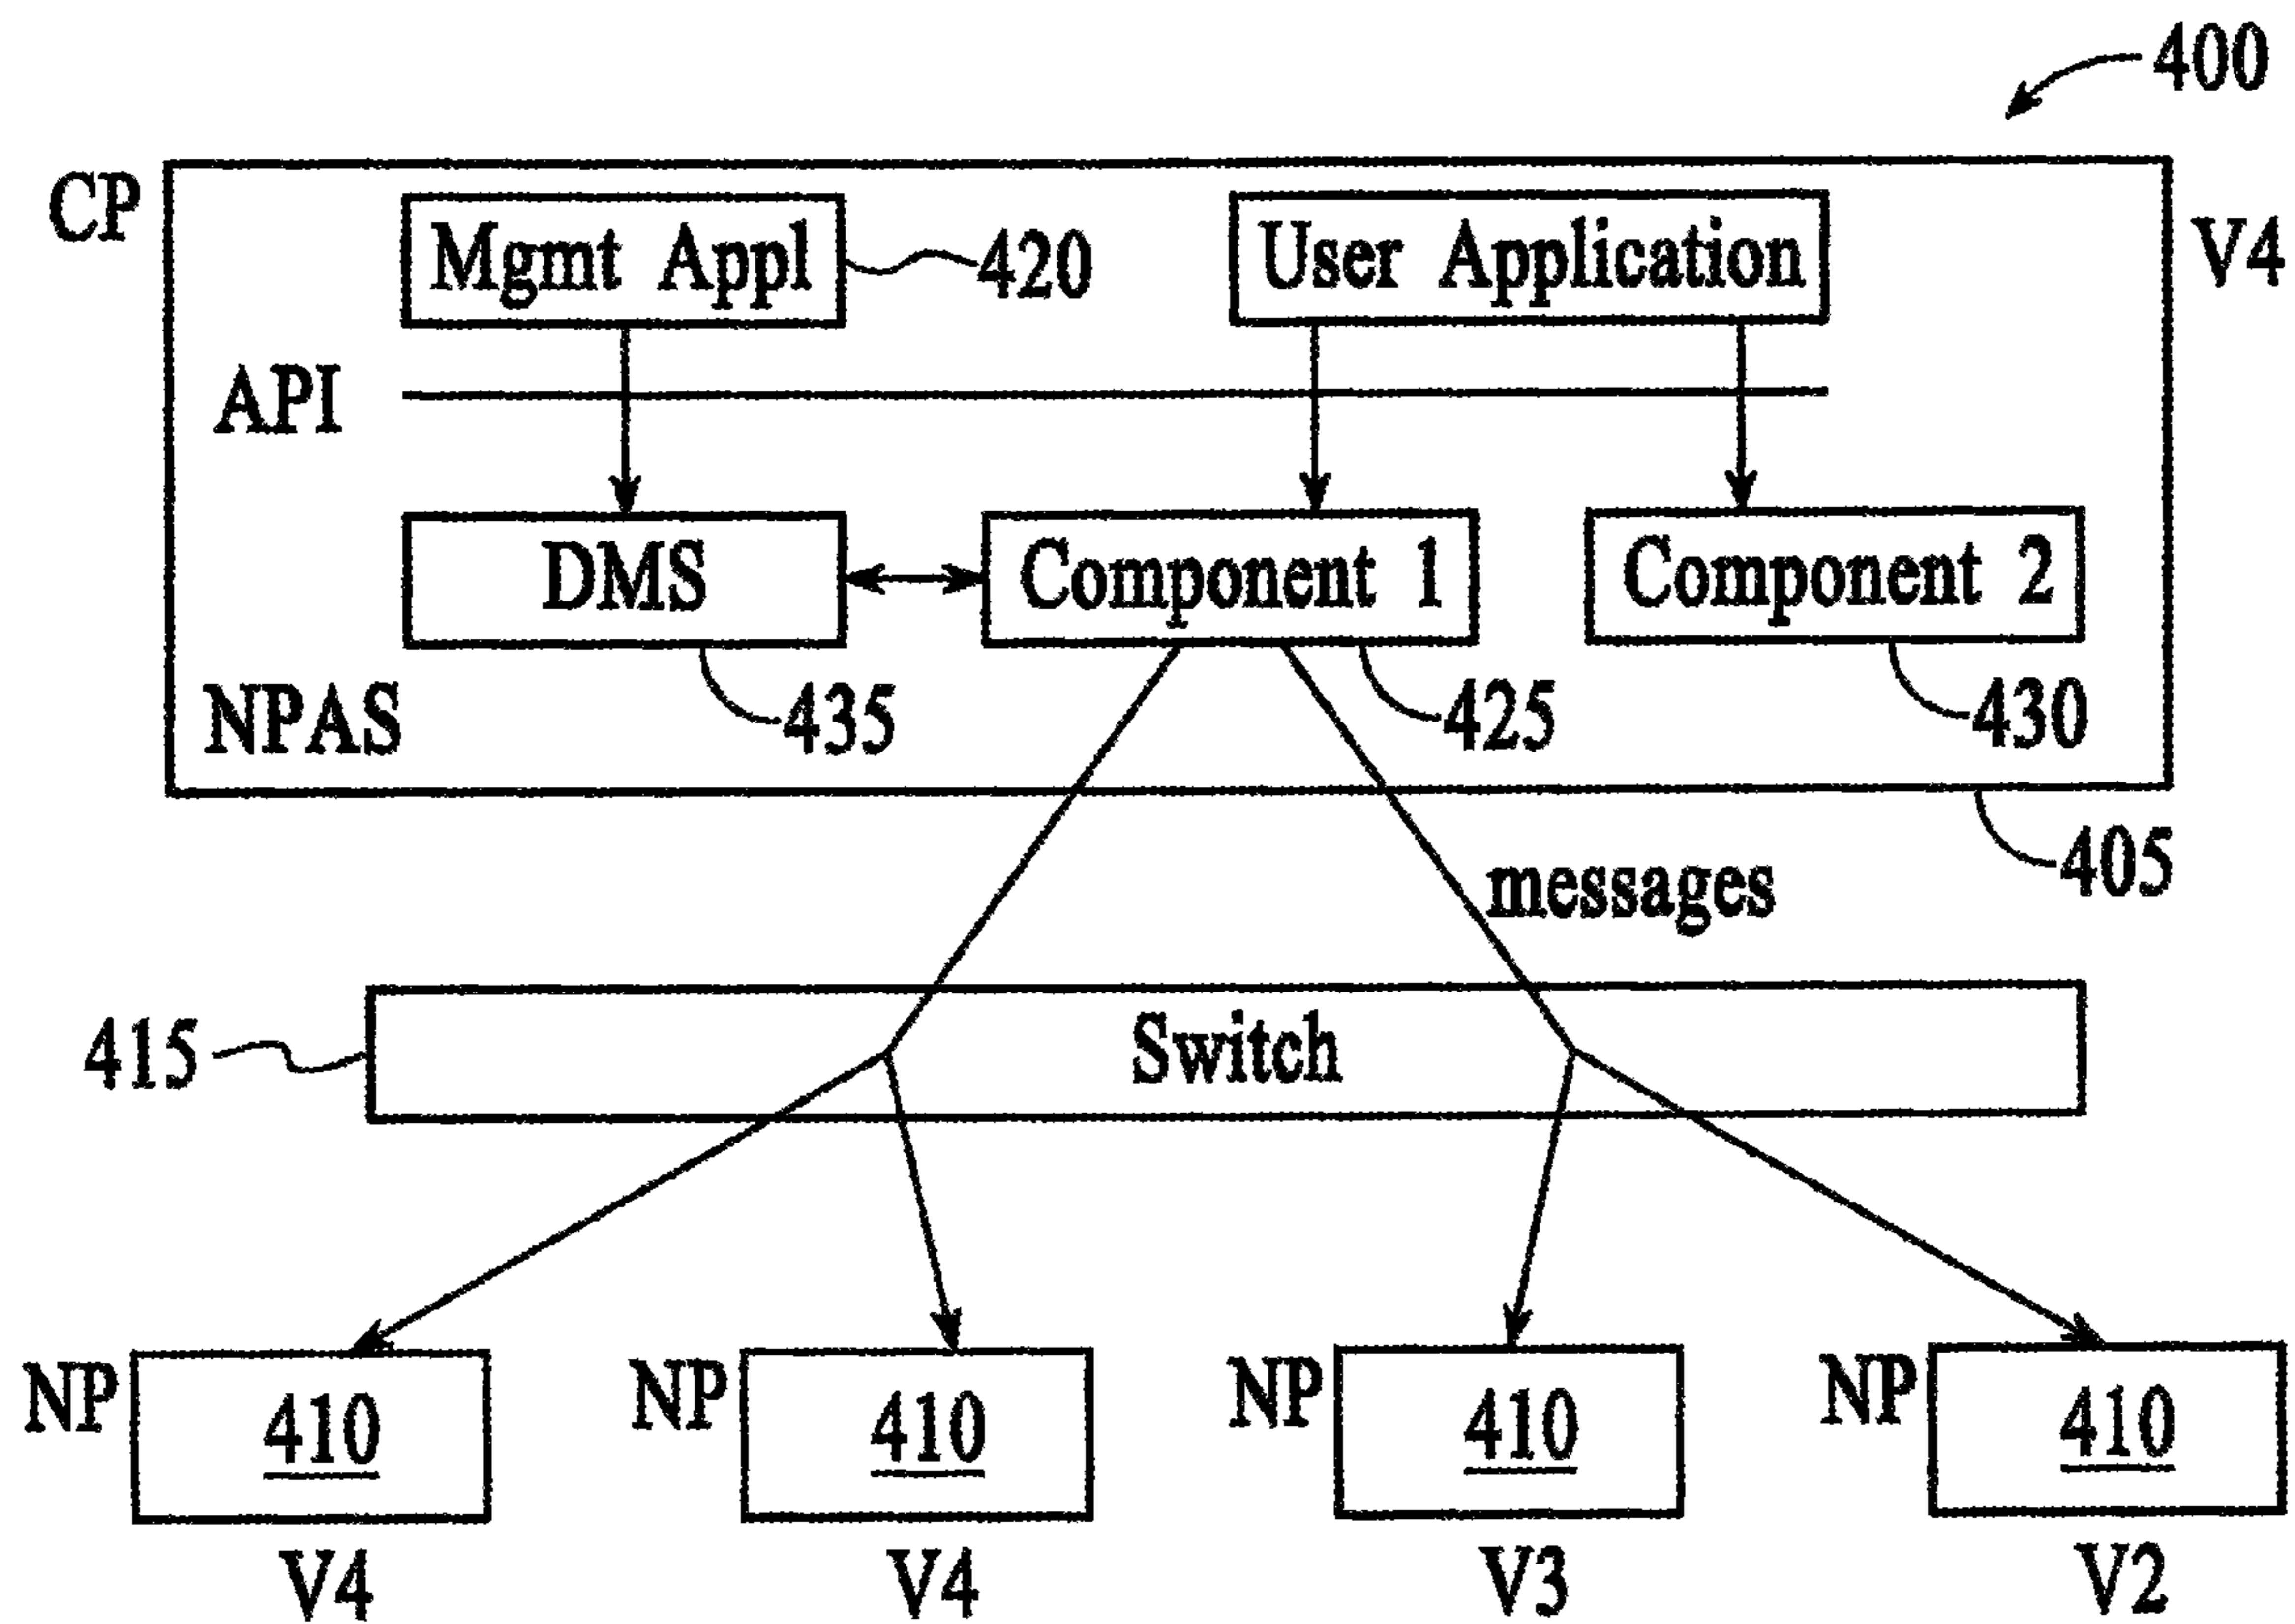 400
CP
V4
Mgmt Appl
420
User Application
API
DMS
Component 1
Component 2
NPAS
435
425
430
405
messages
415
Switch
NP
410
NP
410
NP
410
NP
410
V4
V4
V3
V2